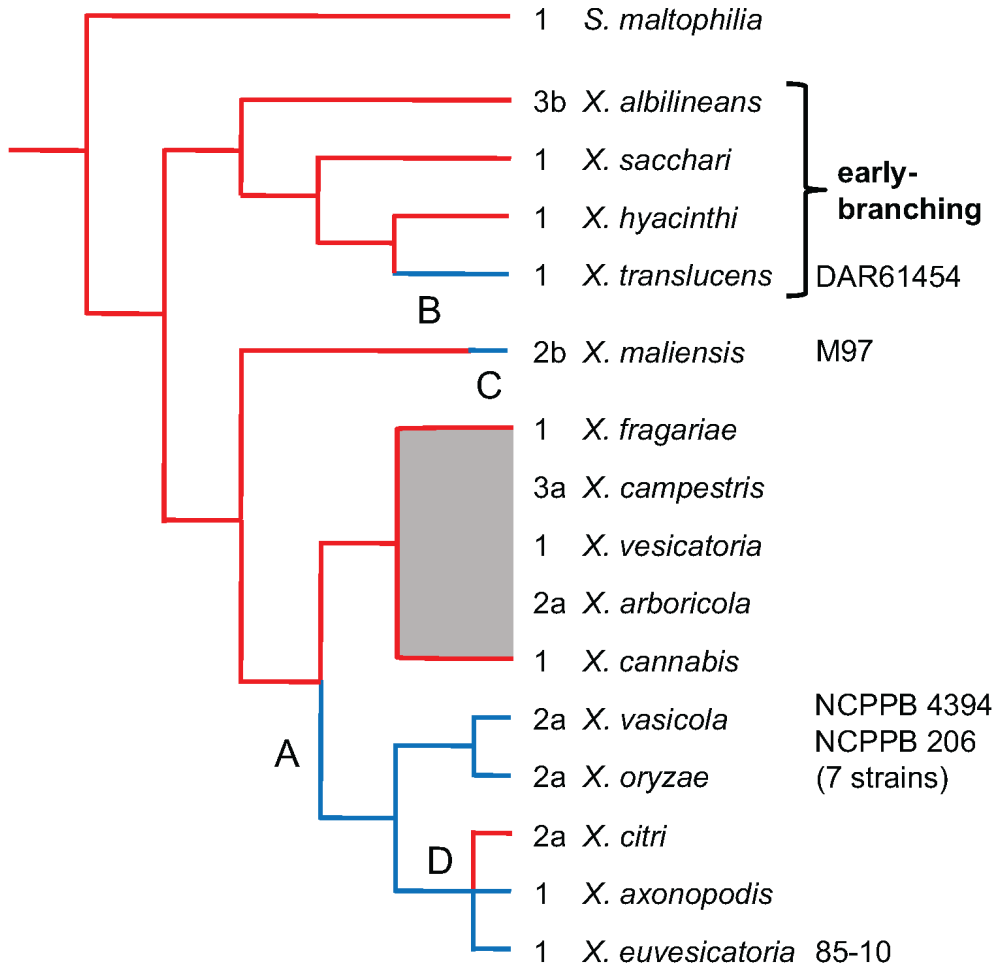 1 S. maltophilia
3b X. albilineans
1 X. sacchari
early-
branching
1 X. hyacinthi
1 X. translucens DAR61454
B
2b X. maliensis M97
C
1 X. fragariae
3a X. campestris
1 X. vesicatoria
2a X. arboricola
1 X. cannabis
2a X. vasicola NCPPB 4394
NCPPB 206
A
2a X. oryzae (7 strains)
2a X. citri
D
1 X. axonopodis
1 X. euvesicatoria 85-10